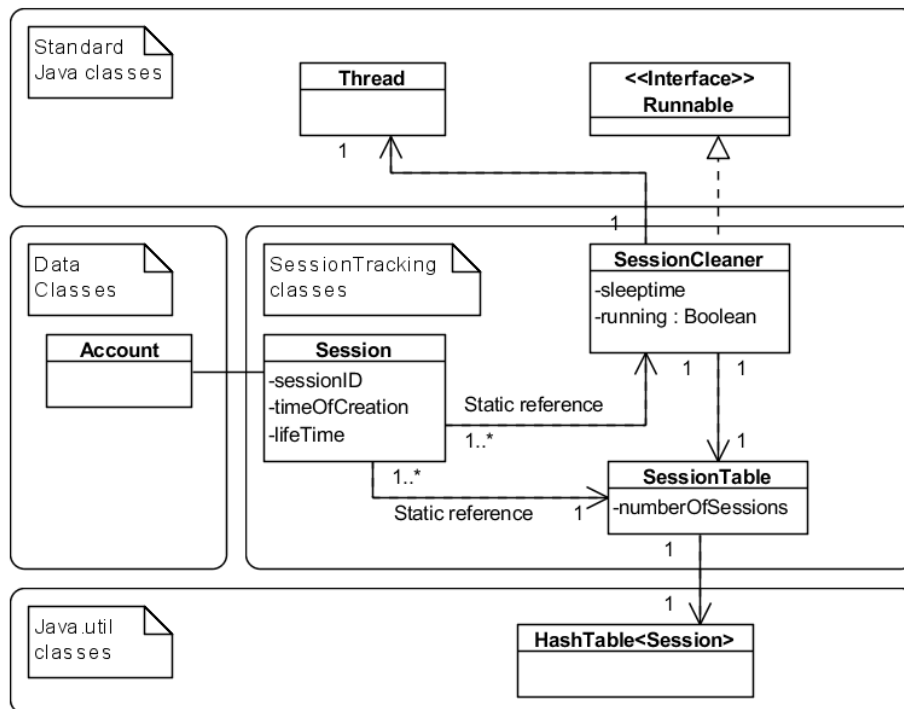 Standard
Java classes
Thread
<<Interface>>
Runnable
1
1
Data
Classes
SessionTracking
classes
SessionCleaner
-sleeptime
-running : Boolean
Account
Session
-sessionID
-timeOfCreation
-lifeTime
Static reference
1..*
1
1
1..*
Static reference
1
1
SessionTable
-numberOfSessions
1
1
Java.util
classes
HashTable<Session>